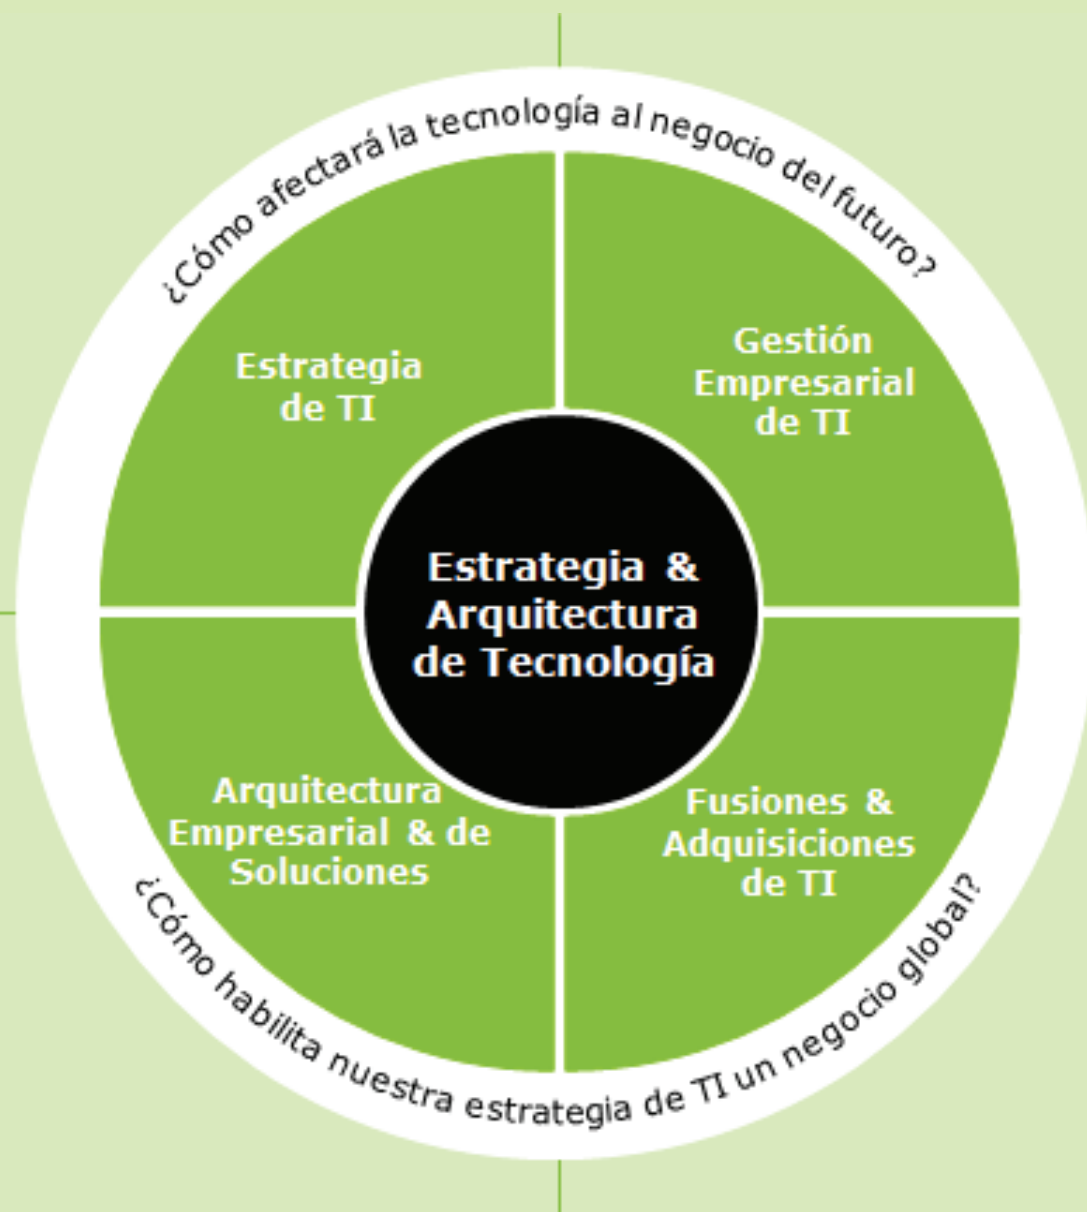 ¿Cómo afectará la tecnología al negocio del futuro?
Estrategia
de TI
Gestión
Empresarial
de TI
Estrategia &
Arquitectura
de Tecnología
Arquitectura
Empresarial & de
Soluciones
Fusiones &
Adquisiciones
de TI
¿Cómo habilita nuestra estrategia de TI un negocio global?